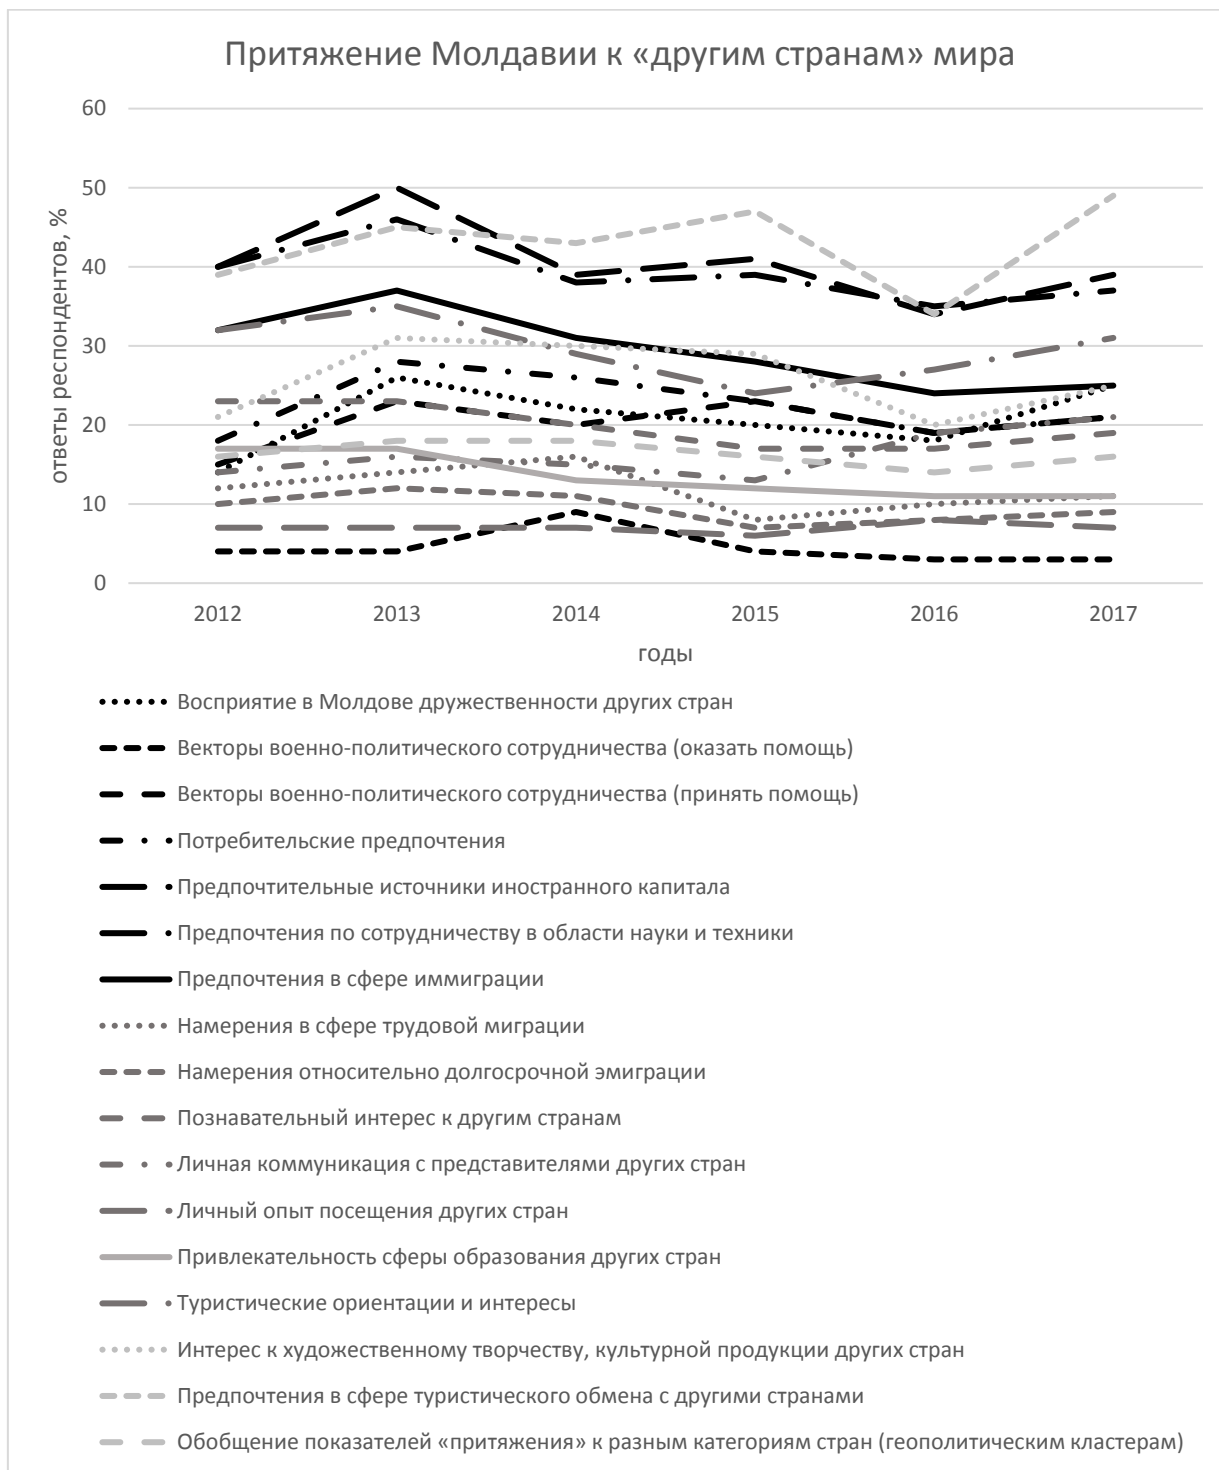 Притяжение Молдавии к «другим странам» мира
60
50
40
30
20
10
0
ответы респондентов, %
2012 2013 2014 2015 2016 2017
годы
Восприятие в Молдове дружественности других стран
Векторы военно-политического сотрудничества (оказать помощь)
Векторы военно-политического сотрудничества (принять помощь)
Потребительские предпочтения
Предпочтительные источники иностранного капитала
Предпочтения по сотрудничеству в области науки и техники
Предпочтения в сфере иммиграции
Намерения в сфере трудовой миграции
Намерения относительно долгосрочной эмиграции
Познавательный интерес к другим странам
Личная коммуникация с представителями других стран
Личный опыт посещения других стран
Привлекательность сферы образования других стран
Туристические ориентации и интересы
Интерес к художественному творчеству, культурной продукции других стран
Предпочтения в сфере туристического обмена с другими странами
Обобщение показателей «притяжения» к разным категориям стран (геополитическим кластерам)